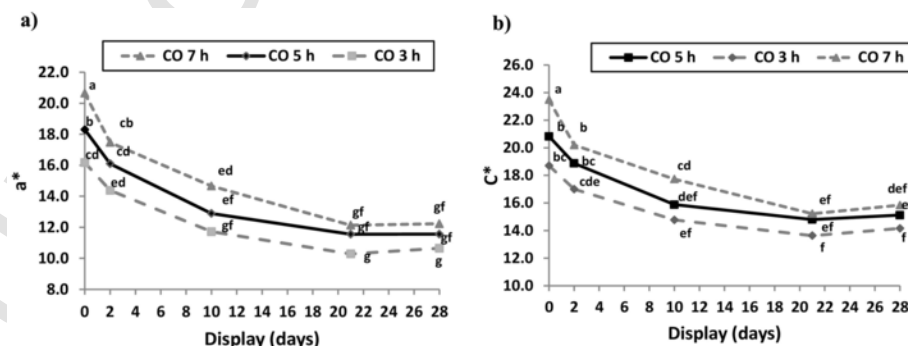 a)
CO 7 h CO 5 h CO 3 h
22.0
20.0
18.0
16.0
14.0
12.0
10.0
8.0
a*
a
b
cb
cd
cd
ed
ed
ef
gf
gf
gf
g
gf
gf
g
0 2 4 6 8 10 12 14 16 18 20 22 24 26 28
Display (days)
b)
CO 5 h CO 3 h CO 7 h
26.0
24.0
22.0
20.0
18.0
16.0
14.0
12.0
10.0
C*
a
b
bc
b
bc
cde
cd
def
ef
ef
ef
f
def
e
f
0 2 4 6 8 10 12 14 16 18 20 22 24 26 28
Display (days)